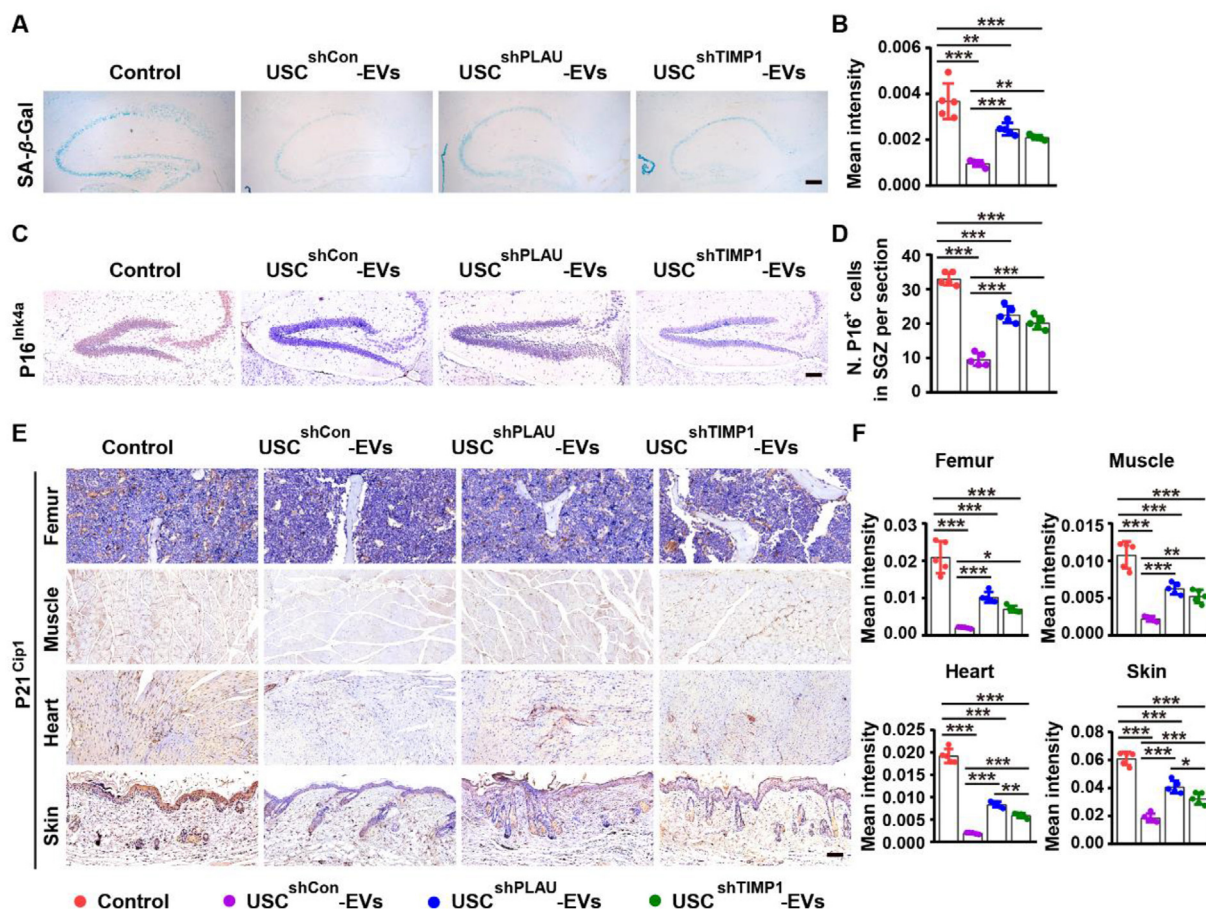 A
Control
USC shCon -EVs
USC shPLAU -EVs
USC shTIMP1 -EVs
SA-β-Gal
B
***
**
***
**
***
Mean intensity
0.006
0.004
0.002
0.000
C
Control
USC shCon -EVs
USC shPLAU -EVs
USC shTIMP1 -EVs
P16 Ink4a
D
***
***
***
***
***
N. P16+ cells
in SGZ per section
40
30
20
10
0
E
Control
USC shCon -EVs
USC shPLAU -EVs
USC shTIMP1 -EVs
P21 Cip1
Femur
Muscle
Heart
Skin
F
Femur
***
***
***
*
***
Mean intensity
0.03
0.02
0.01
0.00
Muscle
***
***
***
**
***
Mean intensity
0.015
0.010
0.005
0.000
Heart
***
***
***
***
***
**
Mean intensity
0.025
0.020
0.015
0.010
0.005
0.000
Skin
***
***
***
***
***
*
Mean intensity
0.08
0.06
0.04
0.02
0.00
Control USC shCon -EVs USC shPLAU -EVs USC shTIMP1 -EVs